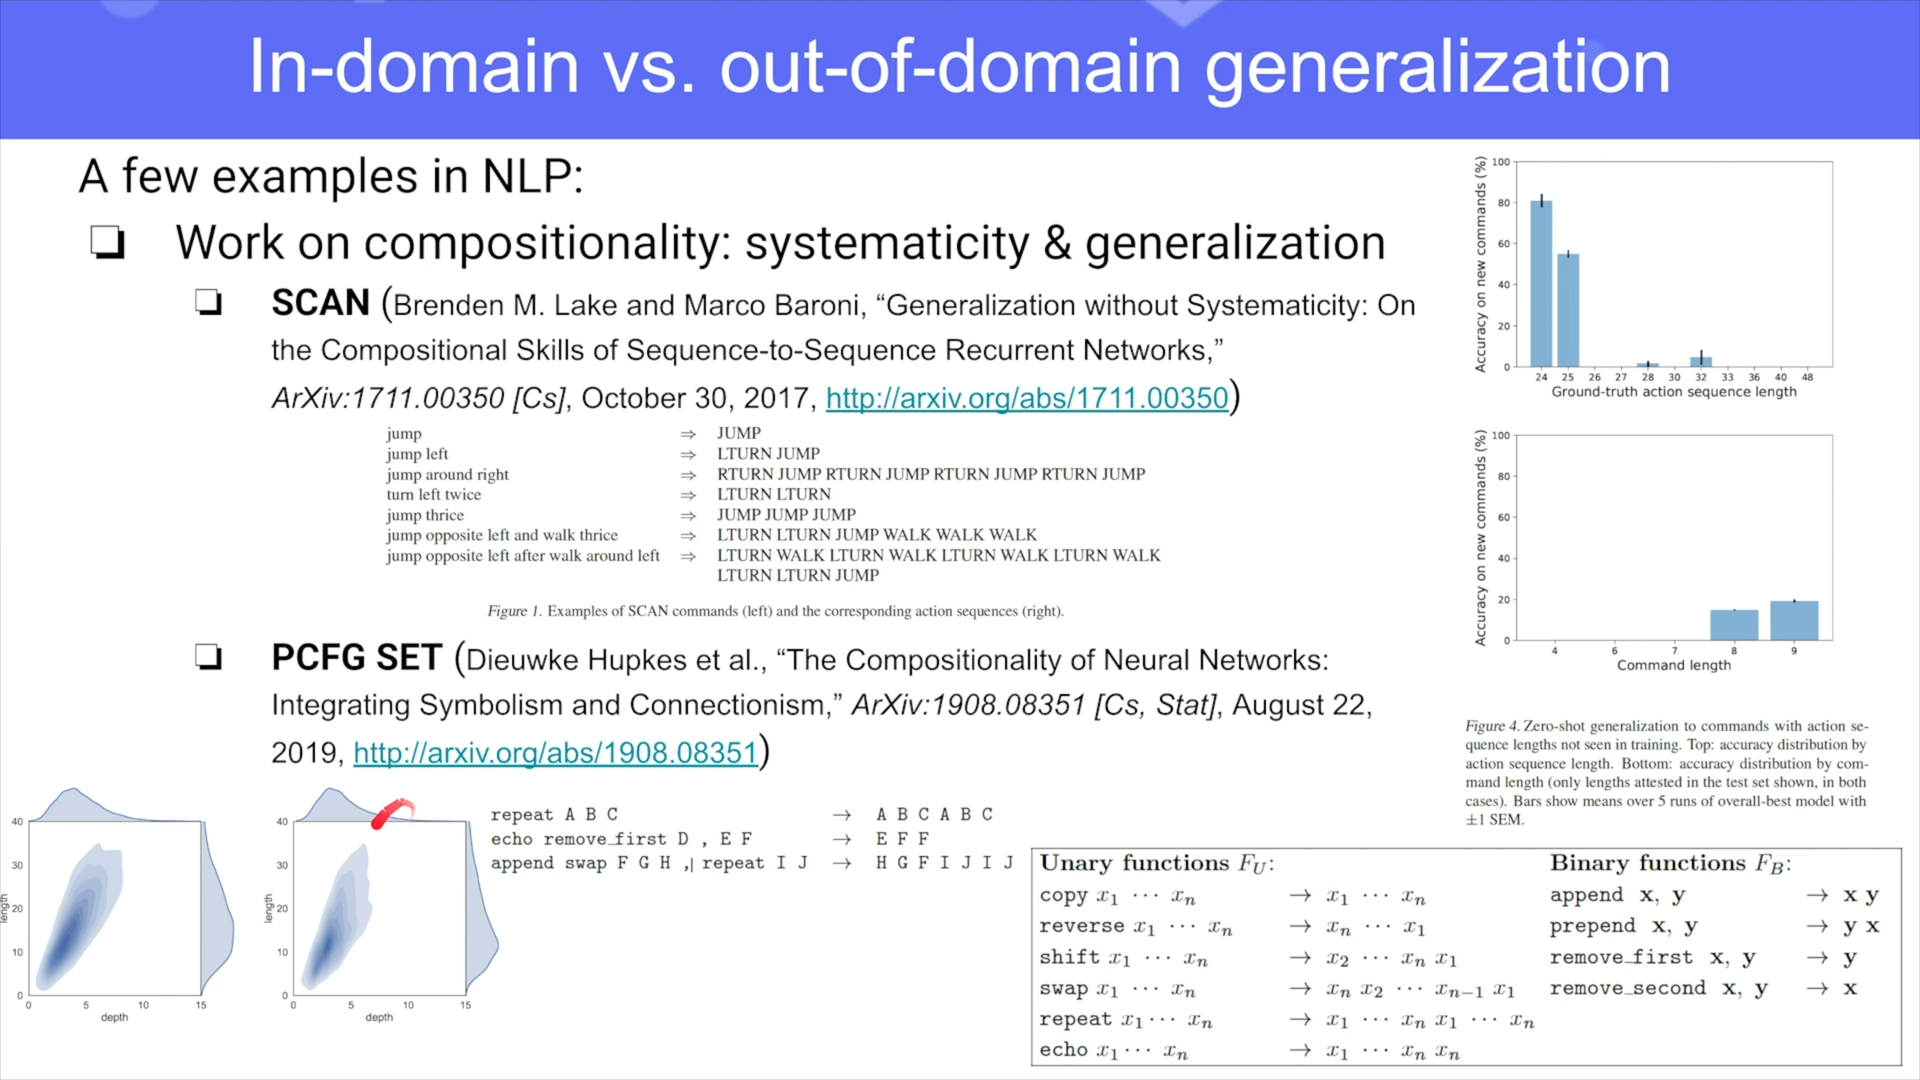 In-domain vs. out-of-domain generalization
A few examples in NLP:
❏ Work on compositionality: systematicity & generalization
❏ SCAN (Brenden M. Lake and Marco Baroni, “Generalization without Systematicity: On
the Compositional Skills of Sequence-to-Sequence Recurrent Networks,”
ArXiv:1711.00350 [Cs], October 30, 2017, http://arxiv.org/abs/1711.00350)
jump ⇒ JUMP
jump left ⇒ LTURN JUMP
jump around right ⇒ RTURN JUMP RTURN JUMP RTURN JUMP RTURN JUMP
turn left twice ⇒ LTURN LTURN
jump thrice ⇒ JUMP JUMP JUMP
jump opposite left and walk thrice ⇒ LTURN LTURN JUMP WALK WALK WALK
jump opposite left after walk around left ⇒ LTURN WALK LTURN WALK LTURN WALK LTURN WALK
LTURN LTURN JUMP
Figure 1. Examples of SCAN commands (left) and the corresponding action sequences (right).
❏ PCFG SET (Dieuwke Hupkes et al., “The Compositionality of Neural Networks:
Integrating Symbolism and Connectionism,” ArXiv:1908.08351 [Cs, Stat], August 22,
2019, http://arxiv.org/abs/1908.08351)
Accuracy on new commands (%)
100
80
60
40
20
0
24 25 26 27 28 30 32 33 36 40 48
Ground-truth action sequence length
Accuracy on new commands (%)
100
80
60
40
20
0
4 6 7 8 9
Command length
Figure 4. Zero-shot generalization to commands with action se-
quence lengths not seen in training. Top: accuracy distribution by
action sequence length. Bottom: accuracy distribution by com-
mand length (only lengths attested in the test set shown, in both
cases). Bars show means over 5 runs of overall-best model with
±1 SEM.
40
30
20
10
0
length
0 5 10 15
depth
40
30
20
10
0
length
0 5 10 15
depth
repeat A B C → A B C A B C
echo remove_first D , E F → E F F
append swap F G H , repeat I J → H G F I J I J
Unary functions F_U:
copy x₁ ⋯ xₙ → x₁ ⋯ xₙ
reverse x₁ ⋯ xₙ → xₙ ⋯ x₁
shift x₁ ⋯ xₙ → x₂ ⋯ xₙ x₁
swap x₁ ⋯ xₙ → xₙ x₂ ⋯ xₙ₋₁ x₁
repeat x₁ ⋯ xₙ → x₁ ⋯ xₙ x₁ ⋯ xₙ
echo x₁ ⋯ xₙ → x₁ ⋯ xₙ xₙ
Binary functions F_B:
append x, y → x y
prepend x, y → y x
remove_first x, y → y
remove_second x, y → x